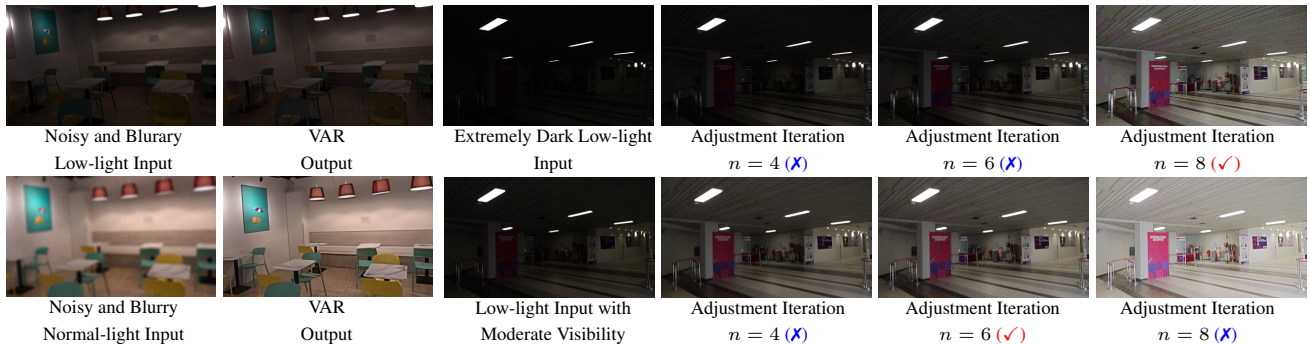 Noisy and Blurary
Low-light Input
VAR
Output
Extremely Dark Low-light
Input
Adjustment Iteration
n = 4 (✗)
Adjustment Iteration
n = 6 (✗)
Adjustment Iteration
n = 8 (✓)
Noisy and Blurry
Normal-light Input
VAR
Output
Low-light Input with
Moderate Visibility
Adjustment Iteration
n = 4 (✗)
Adjustment Iteration
n = 6 (✓)
Adjustment Iteration
n = 8 (✗)